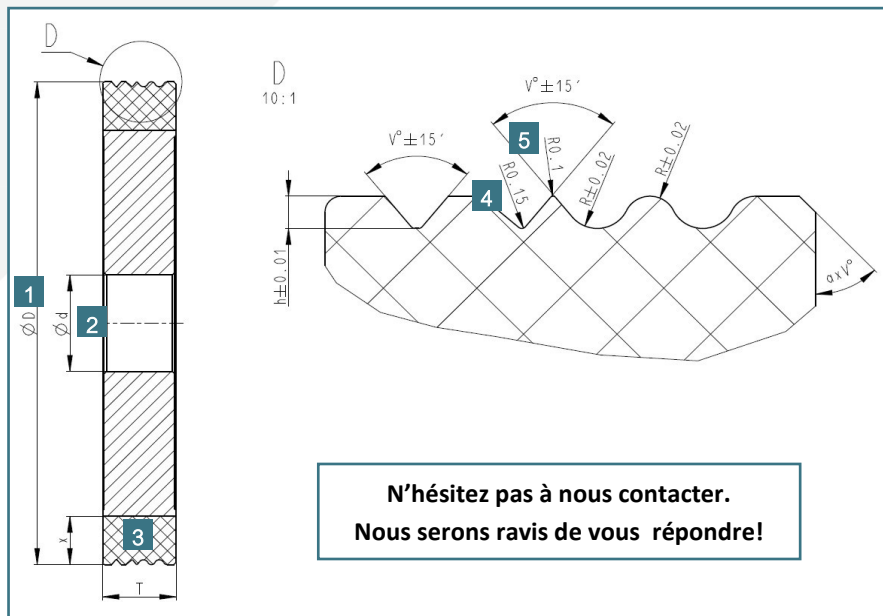 D
D
10:1
V°±15′
V°±15′
5
R0.1
R±0.02
R±0.02
4
R0.15
h±0.01
axV°
1
ØD
2
Ød
3
x
T
N’hésitez pas à nous contacter.
Nous serons ravis de vous répondre!